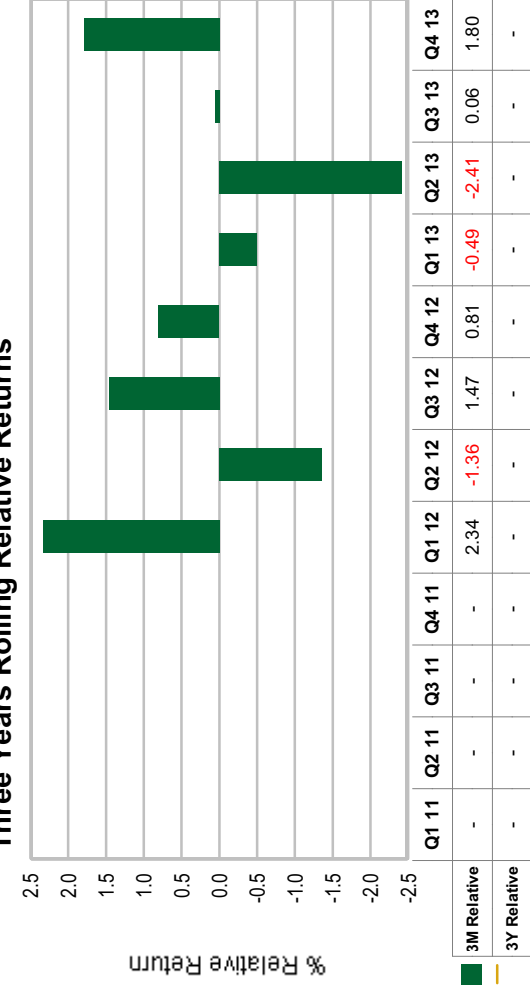 Three Years Rolling Relative Returns
2.5
2.0
1.5
1.0
0.5
0.0
-0.5
-1.0
-1.5
-2.0
-2.5
% Relative Return
Q1 11 Q2 11 Q3 11 Q4 11 Q1 12 Q2 12 Q3 12 Q4 12 Q1 13 Q2 13 Q3 13 Q4 13
3M Relative - - - - 2.34 -1.36 1.47 0.81 -0.49 -2.41 0.06 1.80
3Y Relative - - - - - - - - - - - -